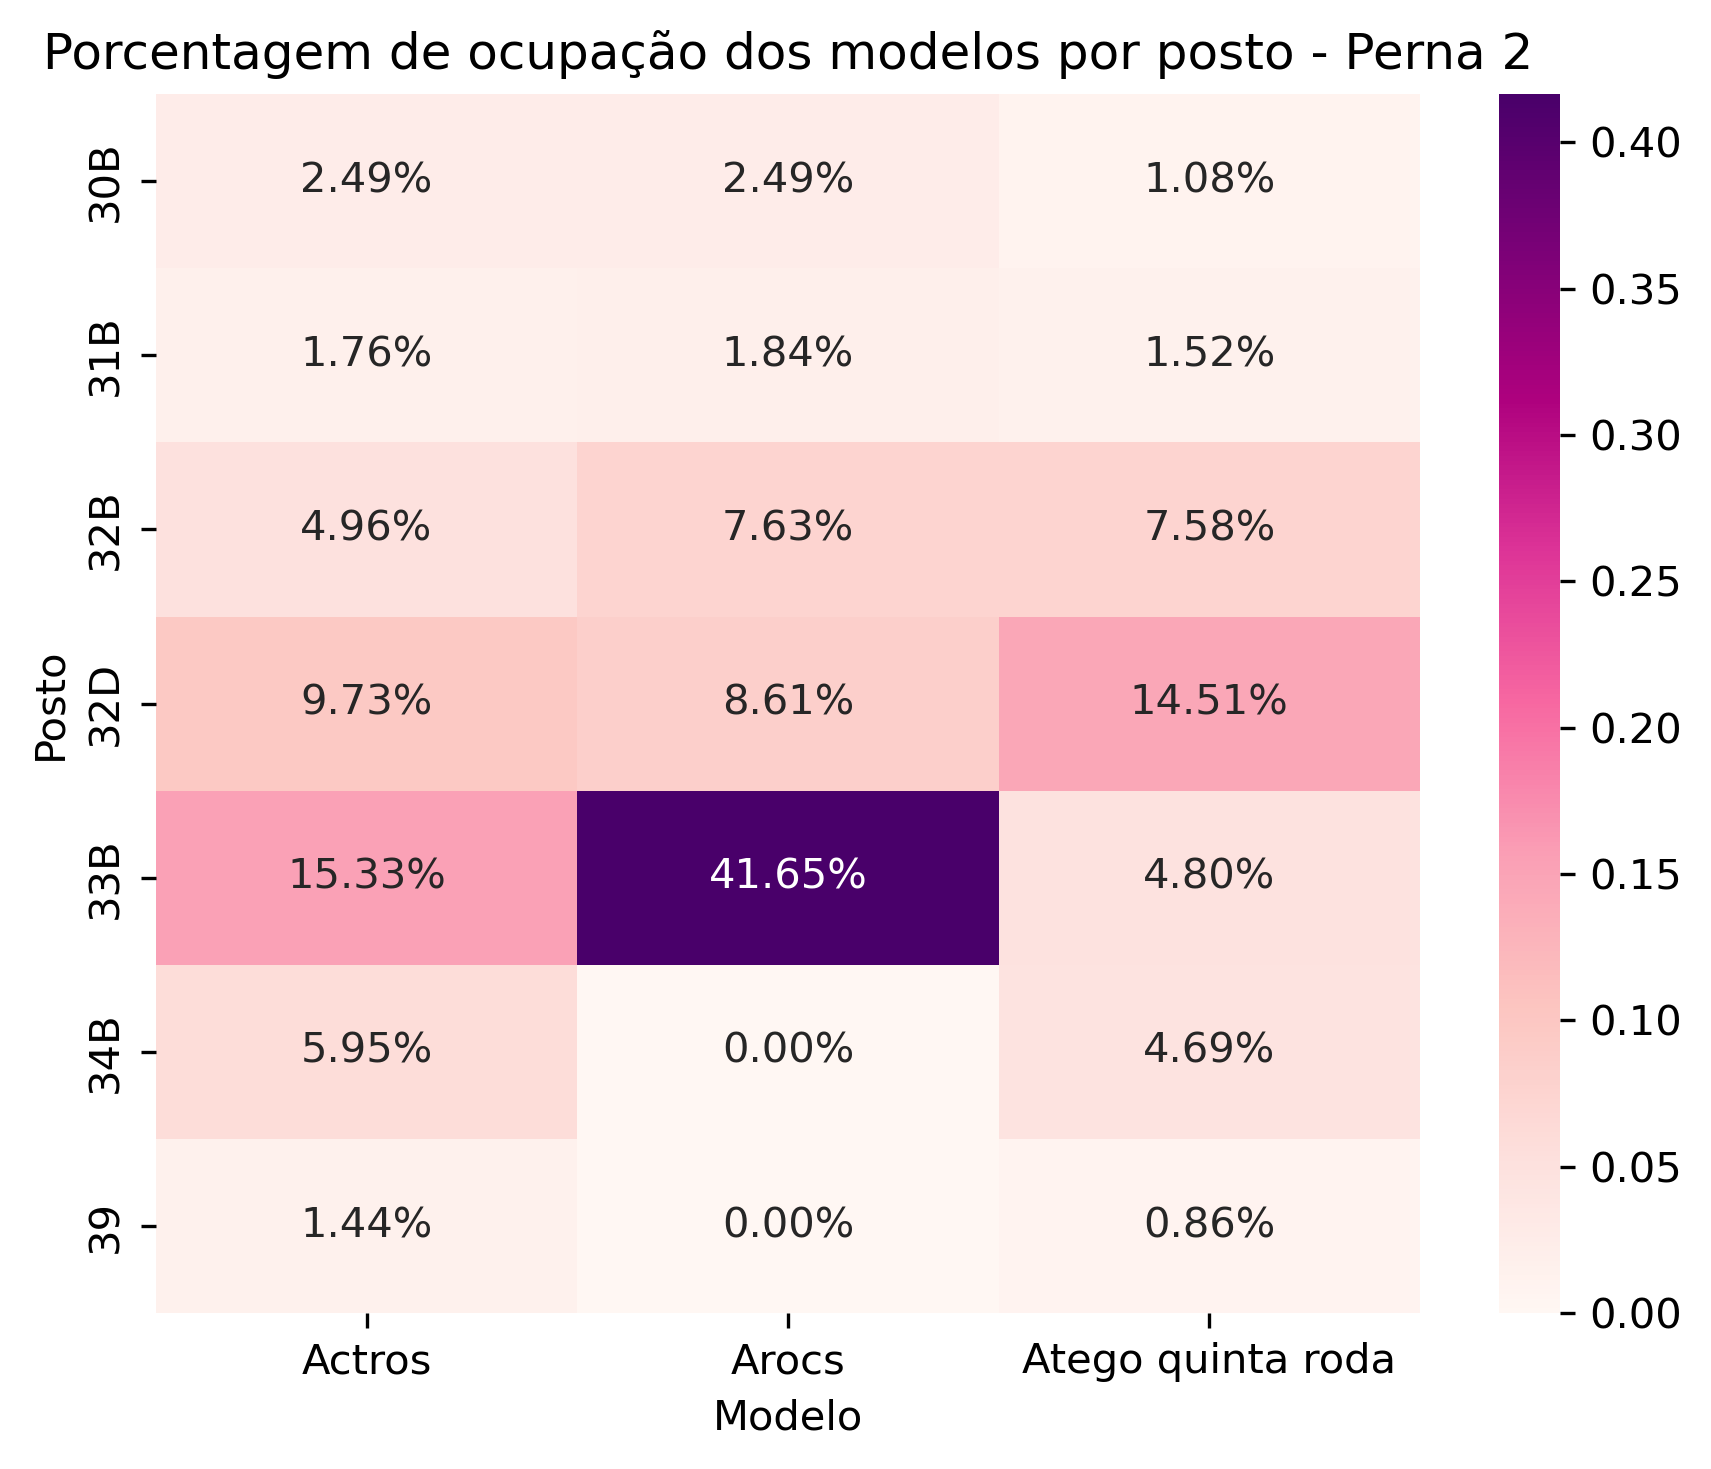 Porcentagem de ocupação dos modelos por posto - Perna 2
30B 2.49% 2.49% 1.08%
31B 1.76% 1.84% 1.52%
32B 4.96% 7.63% 7.58%
32D 9.73% 8.61% 14.51%
33B 15.33% 41.65% 4.80%
34B 5.95% 0.00% 4.69%
39 1.44% 0.00% 0.86%
Posto
Actros Arocs Atego quinta roda
Modelo
0.40
0.35
0.30
0.25
0.20
0.15
0.10
0.05
0.00